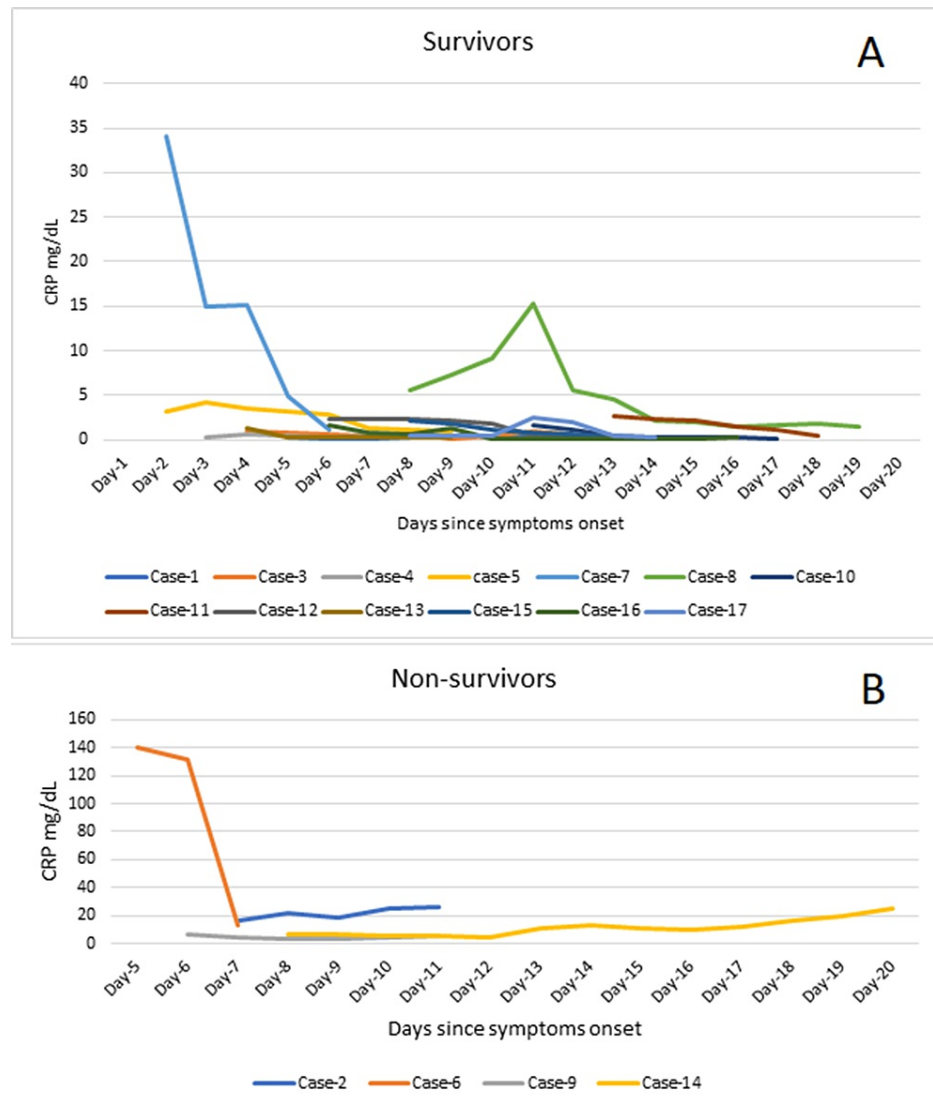 Survivors
A
40
35
30
25
20
15
10
5
0
CRP mg/dL
Day-1 Day-2 Day-3 Day-4 Day-5 Day-6 Day-7 Day-8 Day-9 Day-10 Day-11 Day-12 Day-13 Day-14 Day-15 Day-16 Day-17 Day-18 Day-19 Day-20
Days since symptoms onset
Case-1 Case-3 Case-4 case-5 Case-7 Case-8 Case-10
Case-11 Case-12 Case-13 Case-15 Case-16 Case-17
Non-survivors
B
160
140
120
100
80
60
40
20
0
CRP mg/dL
Day-5 Day-6 Day-7 Day-8 Day-9 Day-10 Day-11 Day-12 Day-13 Day-14 Day-15 Day-16 Day-17 Day-18 Day-19 Day-20
Days since symptoms onset
Case-2 Case-6 Case-9 Case-14